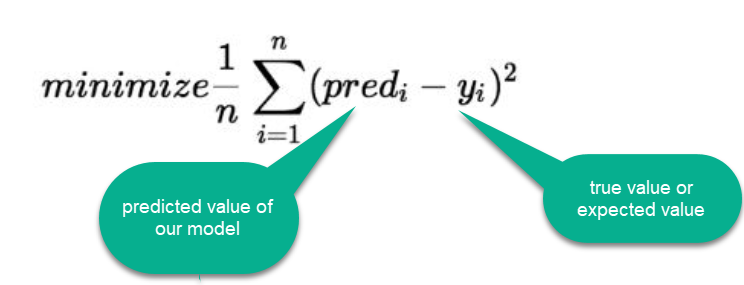 minimize 1/n ∑ i=1 n (pred_i − y_i)²
predicted value of
our model
true value or
expected value